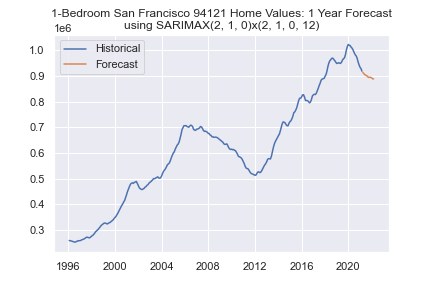 1-Bedroom San Francisco 94121 Home Values: 1 Year Forecast
using SARIMAX(2, 1, 0)x(2, 1, 0, 12)
1e6
Historical
Forecast
1.0
0.9
0.8
0.7
0.6
0.5
0.4
0.3
1996 2000 2004 2008 2012 2016 2020